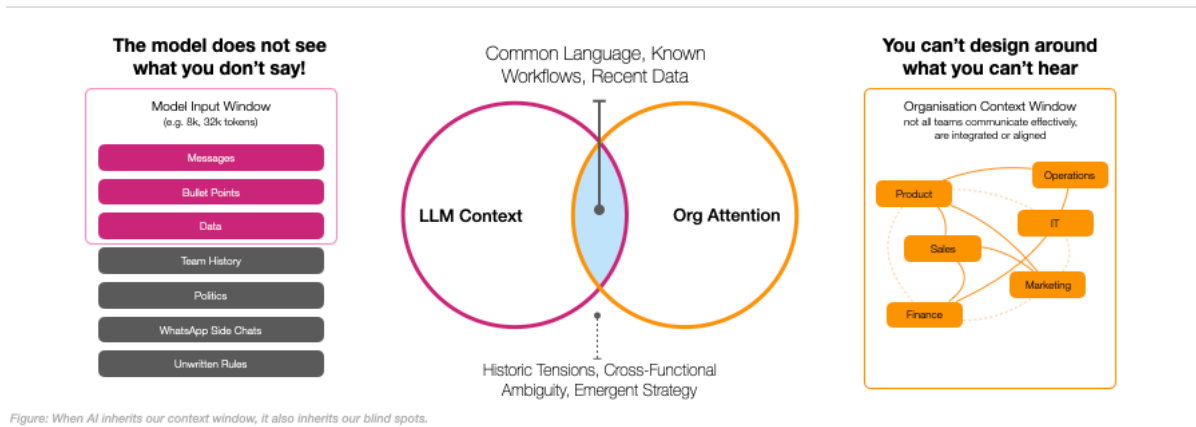 The model does not see
what you don't say!
Model Input Window
(e.g. 8k, 32k tokens)
Messages
Bullet Points
Data
Team History
Politics
WhatsApp Side Chats
Unwritten Rules
Common Language, Known
Workflows, Recent Data
LLM Context
Org Attention
Historic Tensions, Cross-Functional
Ambiguity, Emergent Strategy
You can't design around
what you can't hear
Organisation Context Window
not all teams communicate effectively,
are integrated or aligned
Operations
Product
IT
Sales
Marketing
Finance
Figure: When AI inherits our context window, it also inherits our blind spots.